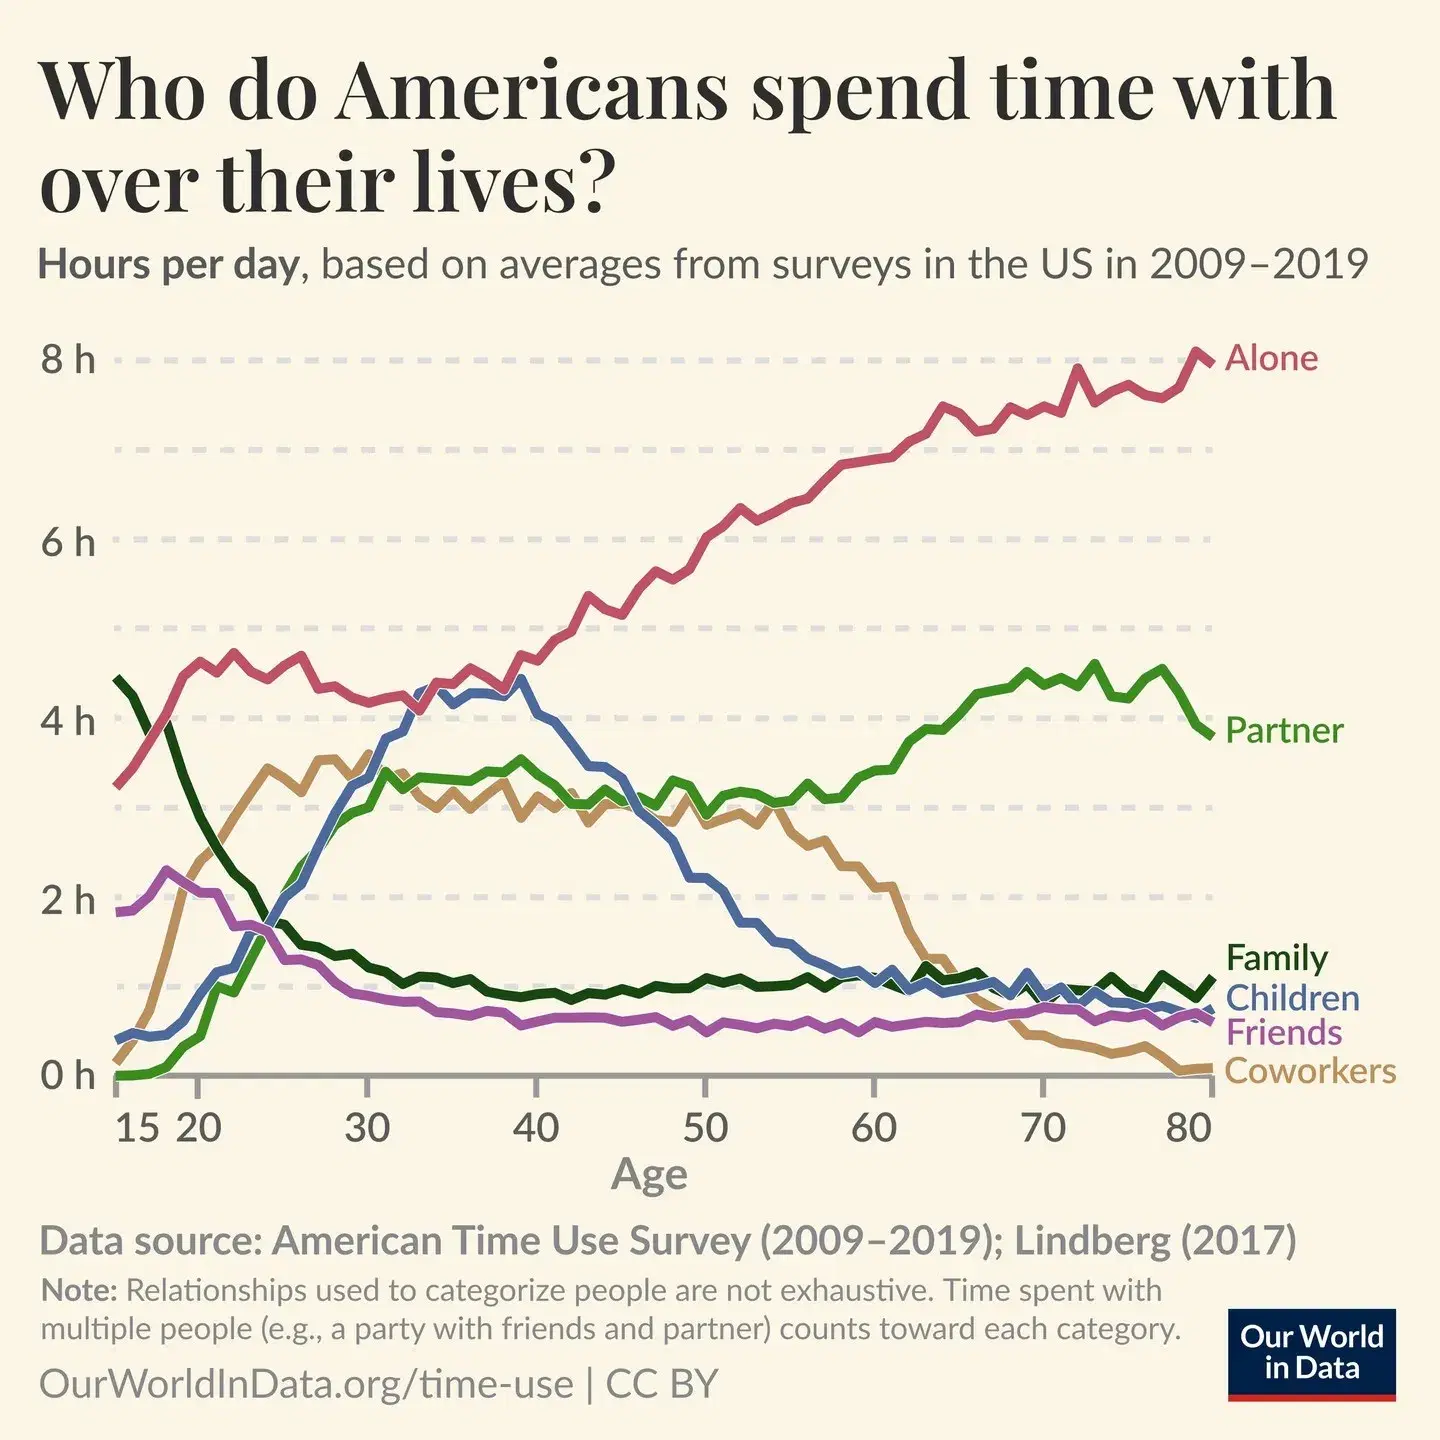 Who do Americans spend time with
over their lives?
Hours per day, based on averages from surveys in the US in 2009–2019
8 h
Alone
6 h
4 h
Partner
2 h
Family
Children
Friends
0 h
Coworkers
15 20 30 40 50 60 70 80
Age
Data source: American Time Use Survey (2009–2019); Lindberg (2017)
Note: Relationships used to categorize people are not exhaustive. Time spent with
multiple people (e.g., a party with friends and partner) counts toward each category.
OurWorldInData.org/time-use | CC BY
Our World
in Data